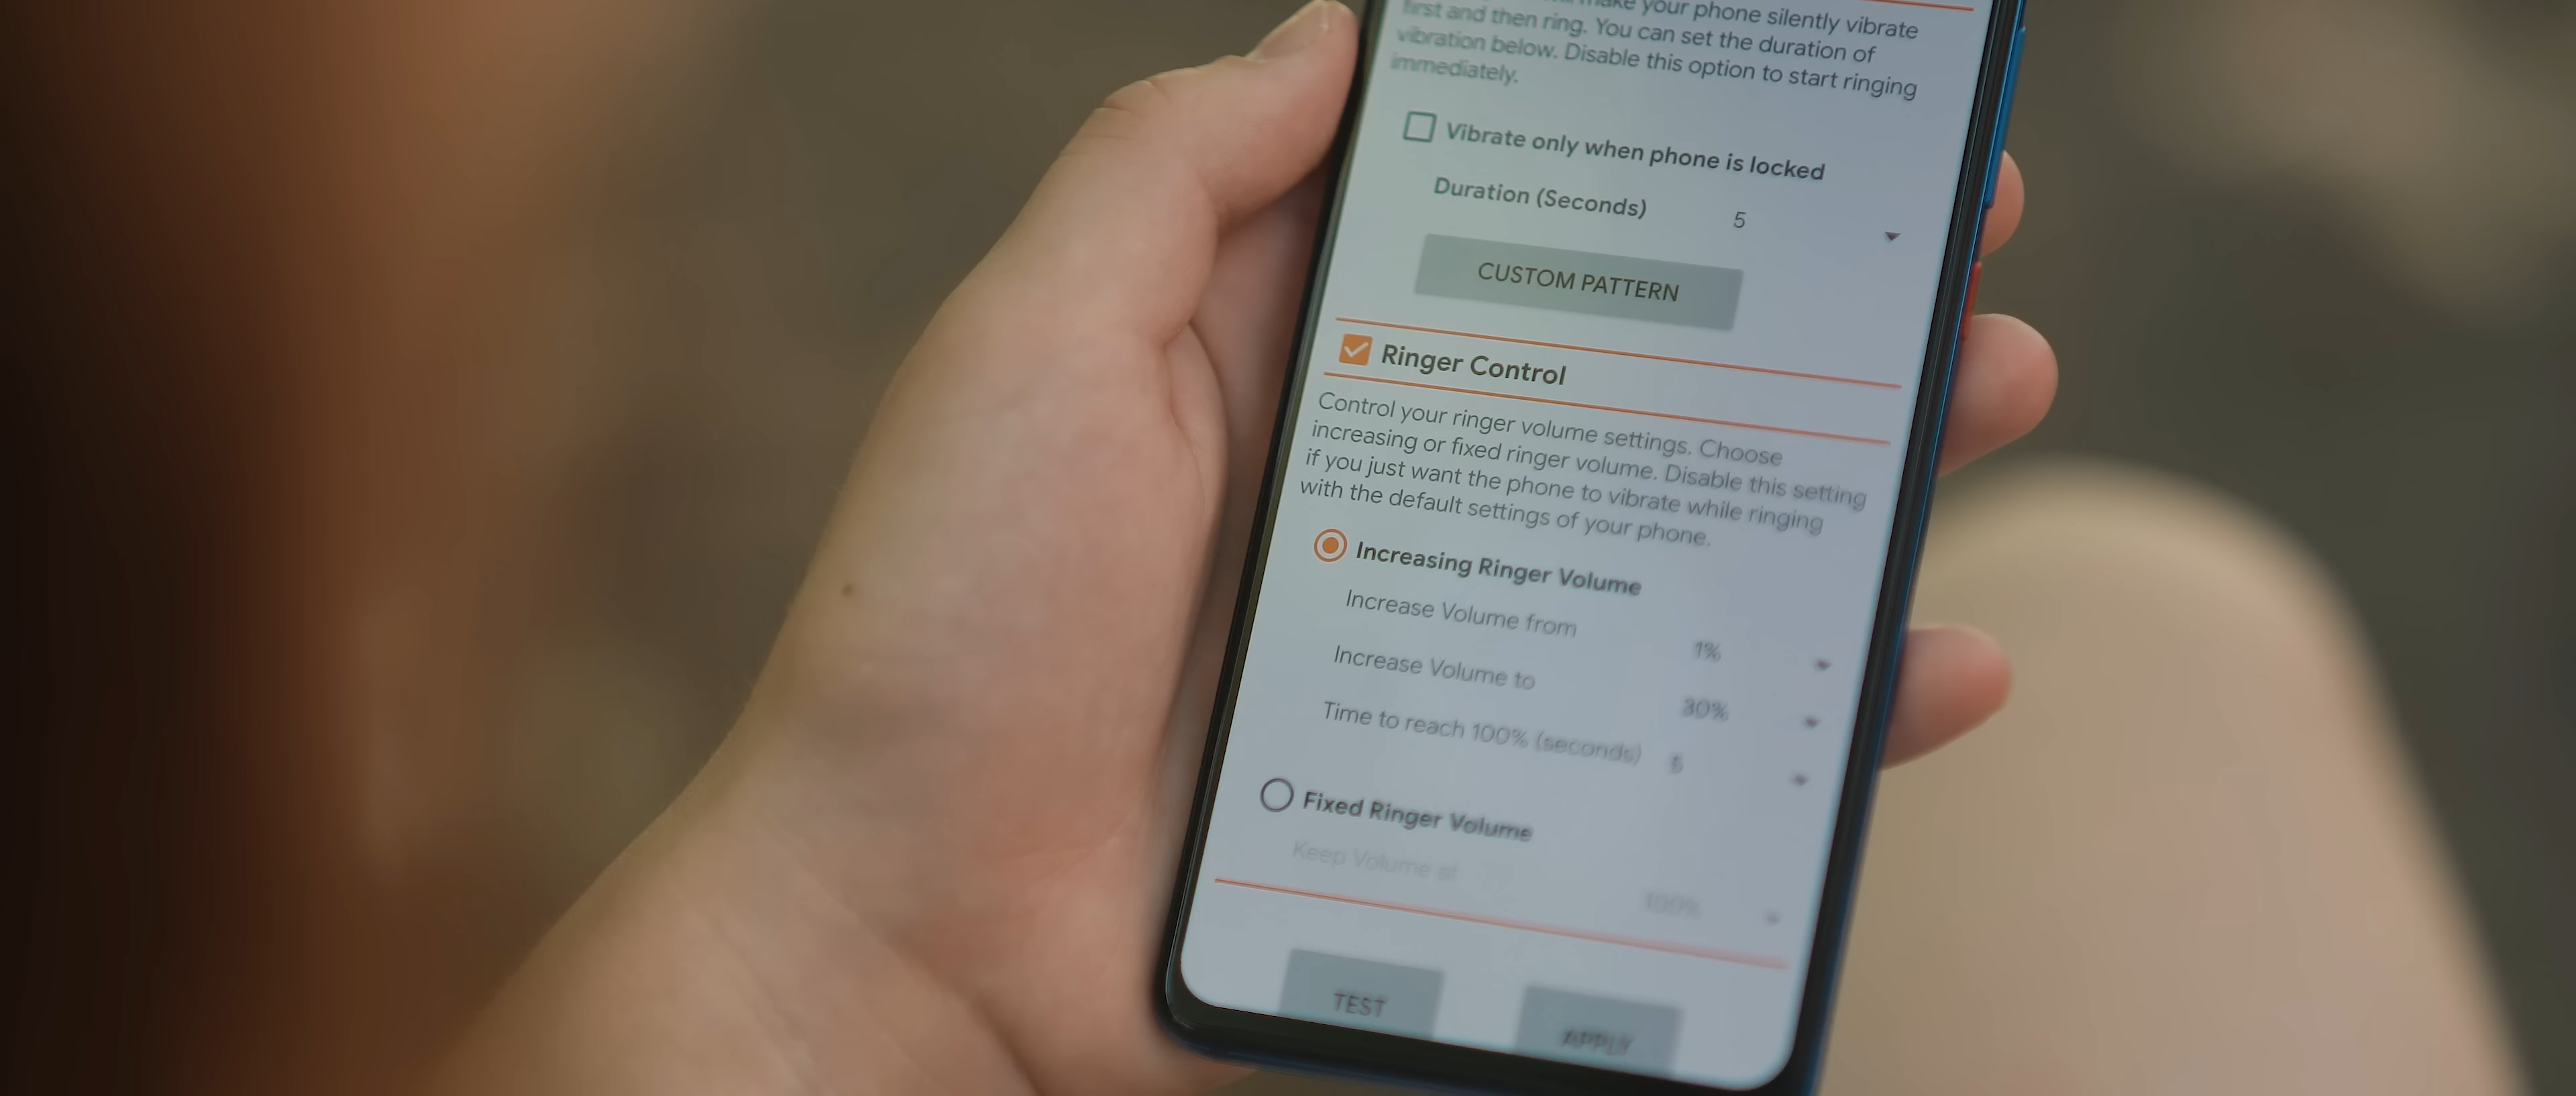 make your phone silently vibrate
first and then ring. You can set the duration of
vibration below. Disable this option to start ringing
immediately.
Vibrate only when phone is locked
Duration (Seconds) 5
CUSTOM PATTERN
Ringer Control
Control your ringer volume settings. Choose
increasing or fixed ringer volume. Disable this setting
if you just want the phone to vibrate while ringing
with the default settings of your phone.
Increasing Ringer Volume
Increase Volume from 1%
Increase Volume to 30%
Time to reach 100% (seconds) 5
Fixed Ringer Volume
Keep Volume at 100%
TEST
APPLY